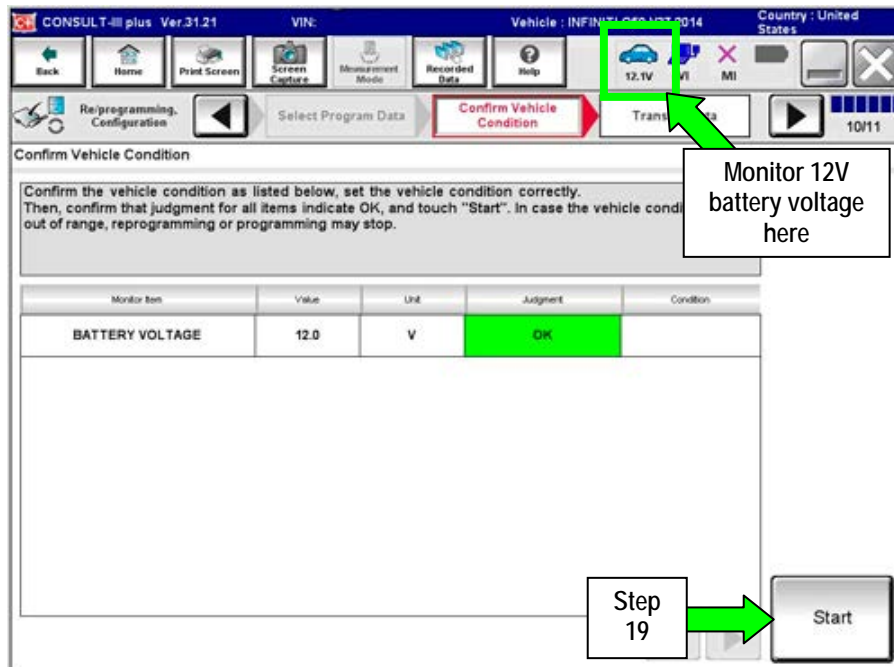 CONSULT-III plus Ver.31.21 VIN: Vehicle : INFINITI 2014 Country : United States
Back
Home
Print Screen
Screen Capture
Measurement Mode
Recorded Data
Help
12.1V
VI
MI
Re/programming, Configuration
Select Program Data
Confirm Vehicle Condition
10/11
Confirm Vehicle Condition
Monitor 12V
battery voltage
here
Confirm the vehicle condition as listed below, set the vehicle condition correctly.
Then, confirm that judgment for all items indicate OK, and touch "Start". In case the vehicle
out of range, reprogramming or programming may stop.
Monitor Item Value Unit Judgment Condition
BATTERY VOLTAGE 12.0 V OK
Step
19
Start